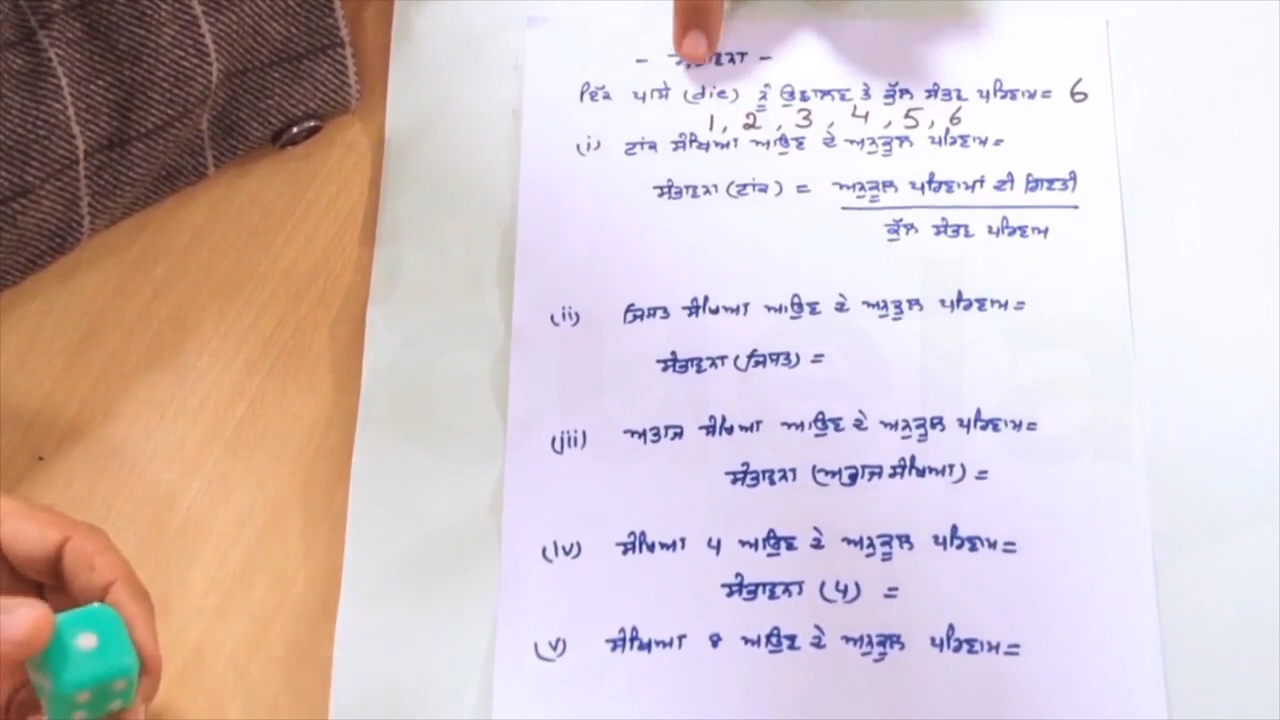 ਇੱਕ ਪਾਸੇ (die) ਨੂੰ ਉਛਾਲਣ ਤੇ ਕੁੱਲ ਸੰਭਵ ਪਰਿਣਾਮ = 6
1, 2, 3, 4, 5, 6
(i) ਟਾਂਕ ਸੰਖਿਆ ਆਉਣ ਦੇ ਅਨੁਕੂਲ ਪਰਿਣਾਮ =
ਸੰਭਾਵਨਾ (ਟਾਂਕ) = ਅਨੁਕੂਲ ਪਰਿਣਾਮਾਂ ਦੀ ਗਿਣਤੀ
ਕੁੱਲ ਸੰਭਵ ਪਰਿਣਾਮ
(ii) ਜਿਸਤ ਸੰਖਿਆ ਆਉਣ ਦੇ ਅਨੁਕੂਲ ਪਰਿਣਾਮ =
ਸੰਭਾਵਨਾ (ਜਿਸਤ) =
(iii) ਅਭਾਜ ਸੰਖਿਆ ਆਉਣ ਦੇ ਅਨੁਕੂਲ ਪਰਿਣਾਮ =
ਸੰਭਾਵਨਾ (ਅਭਾਜ ਸੰਖਿਆ) =
(iv) ਸੰਖਿਆ 4 ਆਉਣ ਦੇ ਅਨੁਕੂਲ ਪਰਿਣਾਮ =
ਸੰਭਾਵਨਾ (4) =
(v) ਸੰਖਿਆ 8 ਆਉਣ ਦੇ ਅਨੁਕੂਲ ਪਰਿਣਾਮ =